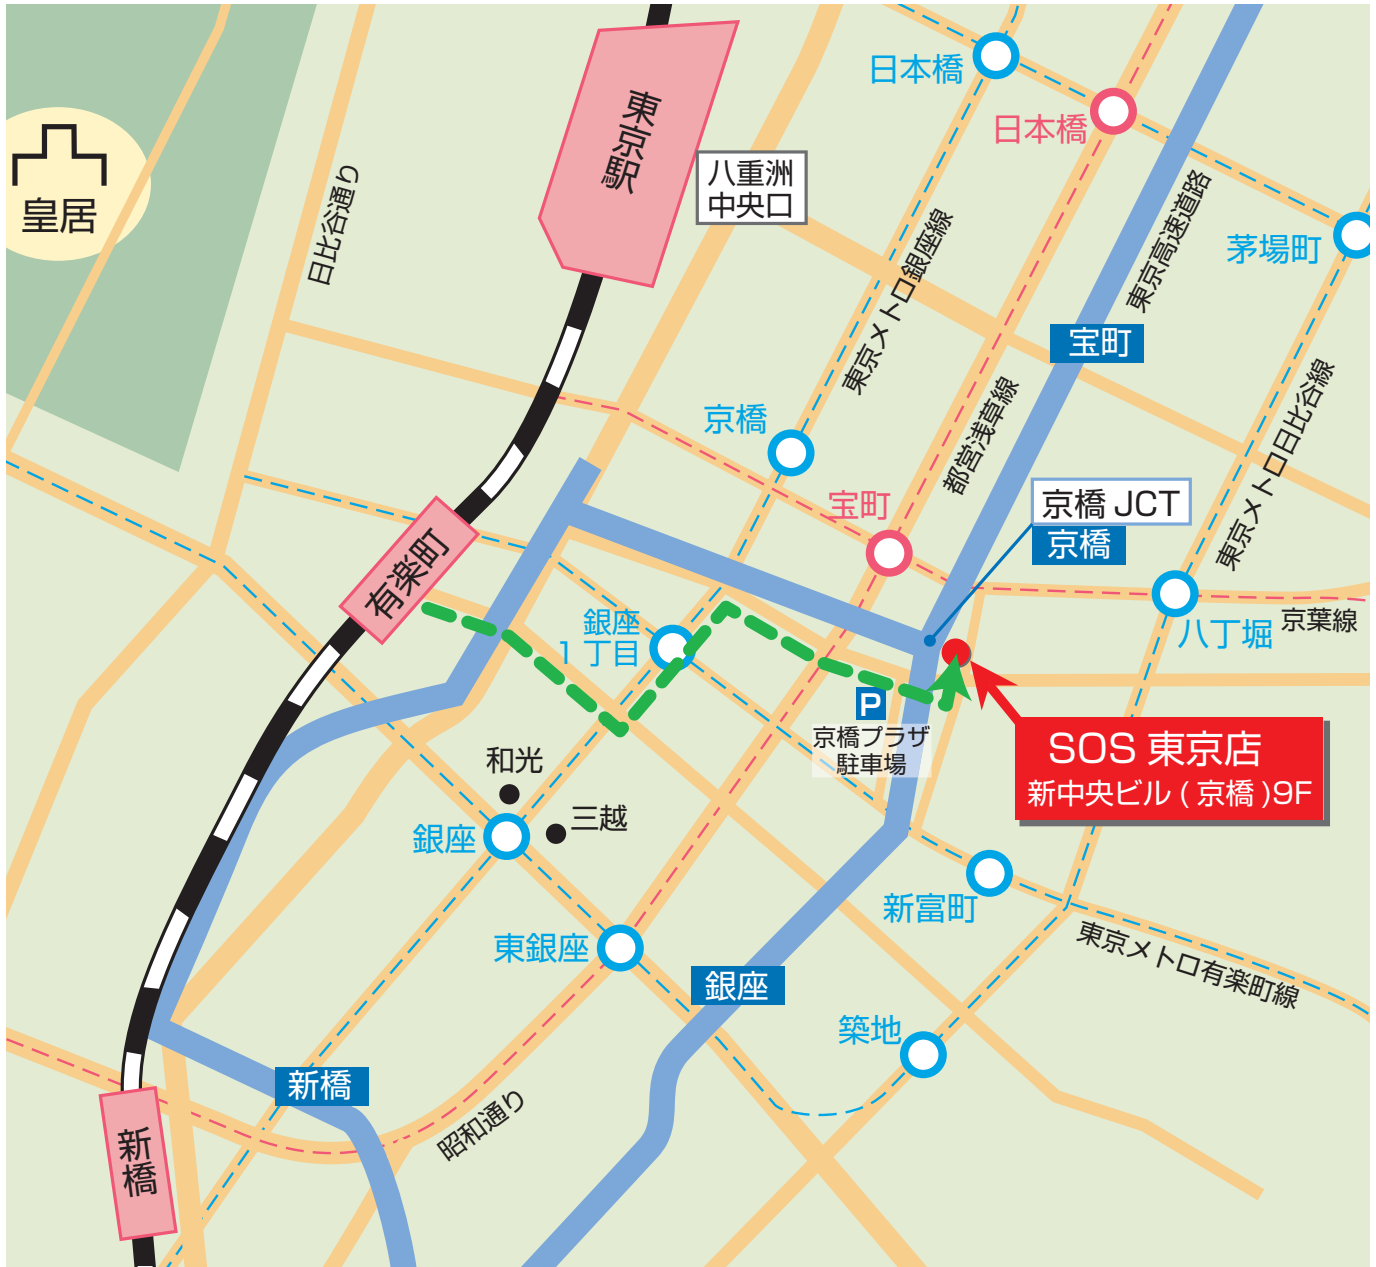 日本橋
日本橋
東京駅
八重洲
中央口
皇居
日比谷通り
東京メトロ銀座線
東京高速道路
茅場町
宝町
京橋
都営浅草線
東京メトロ日比谷線
宝町
京橋 JCT
京橋
有楽町
銀座
1 丁目
八丁堀
京葉線
P
京橋プラザ
駐車場
SOS 東京店
新中央ビル ( 京橋 )9F
和光
三越
銀座
新富町
東銀座
東京メトロ有楽町線
銀座
築地
新橋
昭和通り
新橋